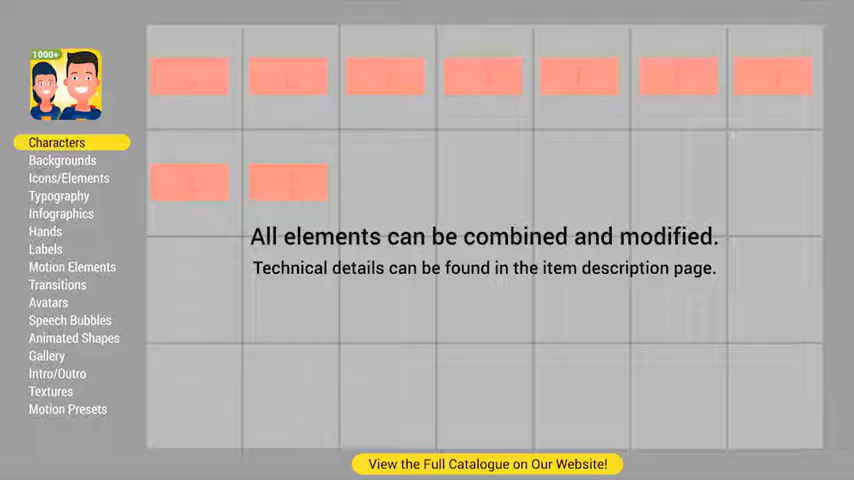 1000+
Characters
Backgrounds
Icons/Elements
Typography
Infographics
Hands
Labels
Motion Elements
Transitions
Avatars
Speech Bubbles
Animated Shapes
Gallery
Intro/Outro
Textures
Motion Presets
All elements can be combined and modified.
Technical details can be found in the item description page.
View the Full Catalogue on Our Website!